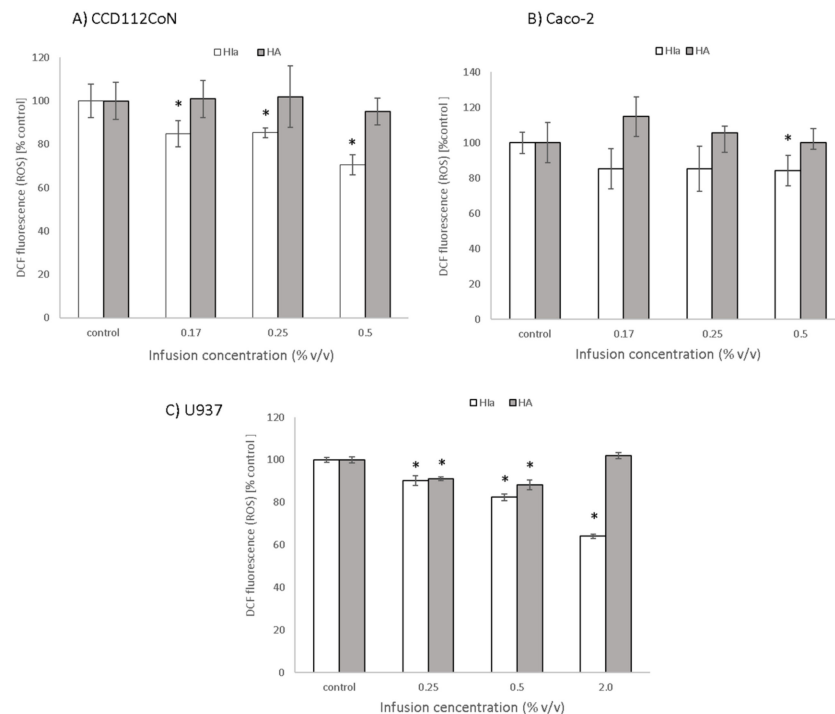 A) CCD112CoN
HIa HA
DCF fluorescence (ROS) [% control]
120
100
80
60
40
20
0
* * *
control 0.17 0.25 0.5
Infusion concentration (% v/v)
B) Caco-2
HIa HA
DCF fluorescence (ROS) [%control ]
140
120
100
80
60
40
20
0
*
control 0.17 0.25 0.5
Infusion concentration (% v/v)
C) U937
HIa HA
DCF fluorescence (ROS) [% control ]
120
100
80
60
40
20
0
* * * * *
control 0.25 0.5 2.0
Infusion cencentration (% v/v)